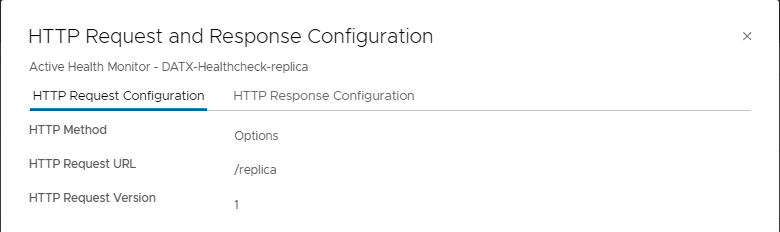 HTTP Request and Response Configuration
Active Health Monitor - DATX-Healthcheck-replica
HTTP Request Configuration HTTP Response Configuration
HTTP Method Options
HTTP Request URL /replica
HTTP Request Version 1